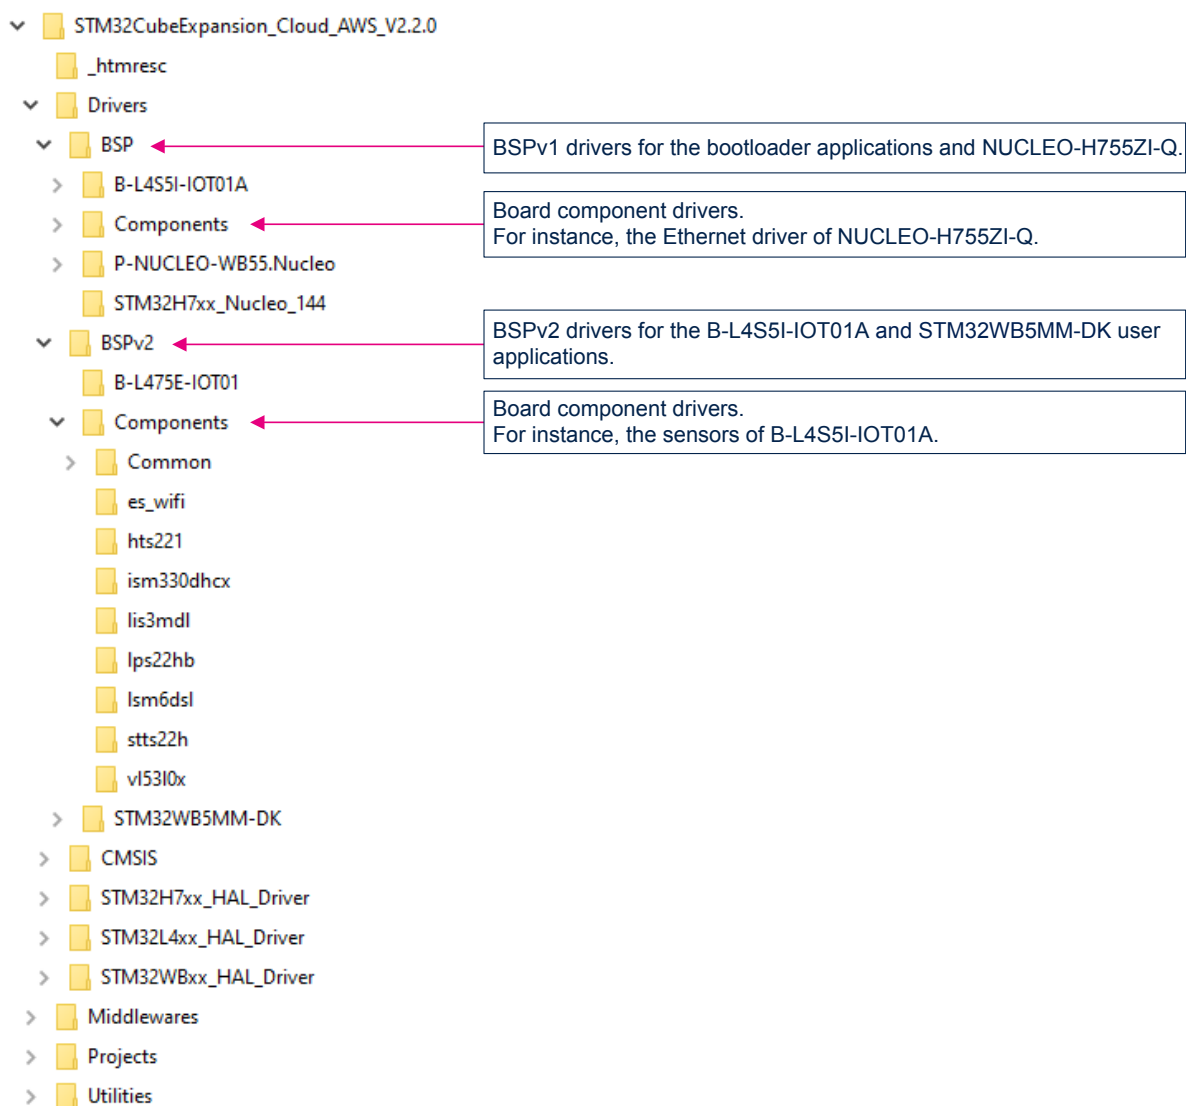 STM32CubeExpansion_Cloud_AWS_V2.2.0
_htmresc
Drivers
BSP
BSPv1 drivers for the bootloader applications and NUCLEO-H755ZI-Q.
B-L4S5I-IOT01A
Components
Board component drivers.
For instance, the Ethernet driver of NUCLEO-H755ZI-Q.
P-NUCLEO-WB55.Nucleo
STM32H7xx_Nucleo_144
BSPv2
BSPv2 drivers for the B-L4S5I-IOT01A and STM32WB5MM-DK user
applications.
B-L475E-IOT01
Components
Board component drivers.
For instance, the sensors of B-L4S5I-IOT01A.
Common
es_wifi
hts221
ism330dhcx
lis3mdl
lps22hb
lsm6dsl
stts22h
vl53l0x
STM32WB5MM-DK
CMSIS
STM32H7xx_HAL_Driver
STM32L4xx_HAL_Driver
STM32WBxx_HAL_Driver
Middlewares
Projects
Utilities